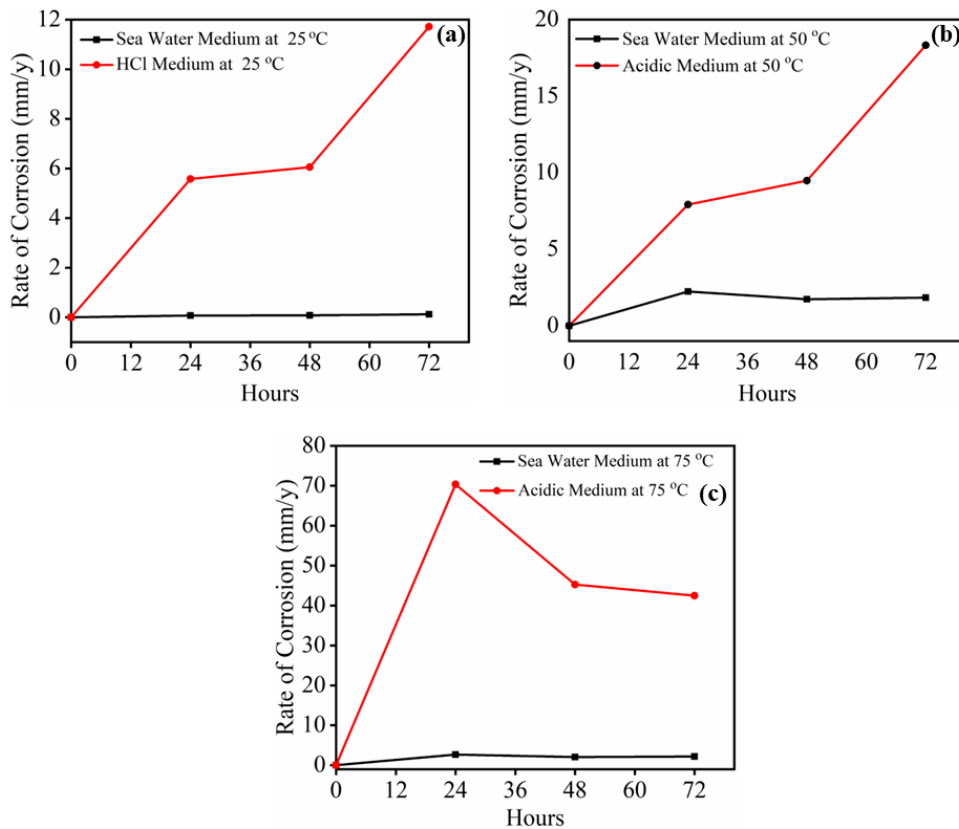 (a)
Sea Water Medium at 25 °C
HCl Medium at 25 °C
Rate of Corrosion (mm/y)
12
10
8
6
4
2
0
0 12 24 36 48 60 72
Hours
(b)
Sea Water Medium at 50 °C
Acidic Medium at 50 °C
Rate of Corrosion (mm/y)
20
15
10
5
0
0 12 24 36 48 60 72
Hours
(c)
Sea Water Medium at 75 °C
Acidic Medium at 75 °C
Rate of Corrosion (mm/y)
80
70
60
50
40
30
20
10
0
0 12 24 36 48 60 72
Hours